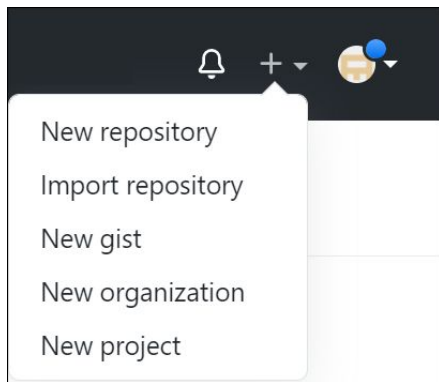 New repository
Import repository
New gist
New organization
New project